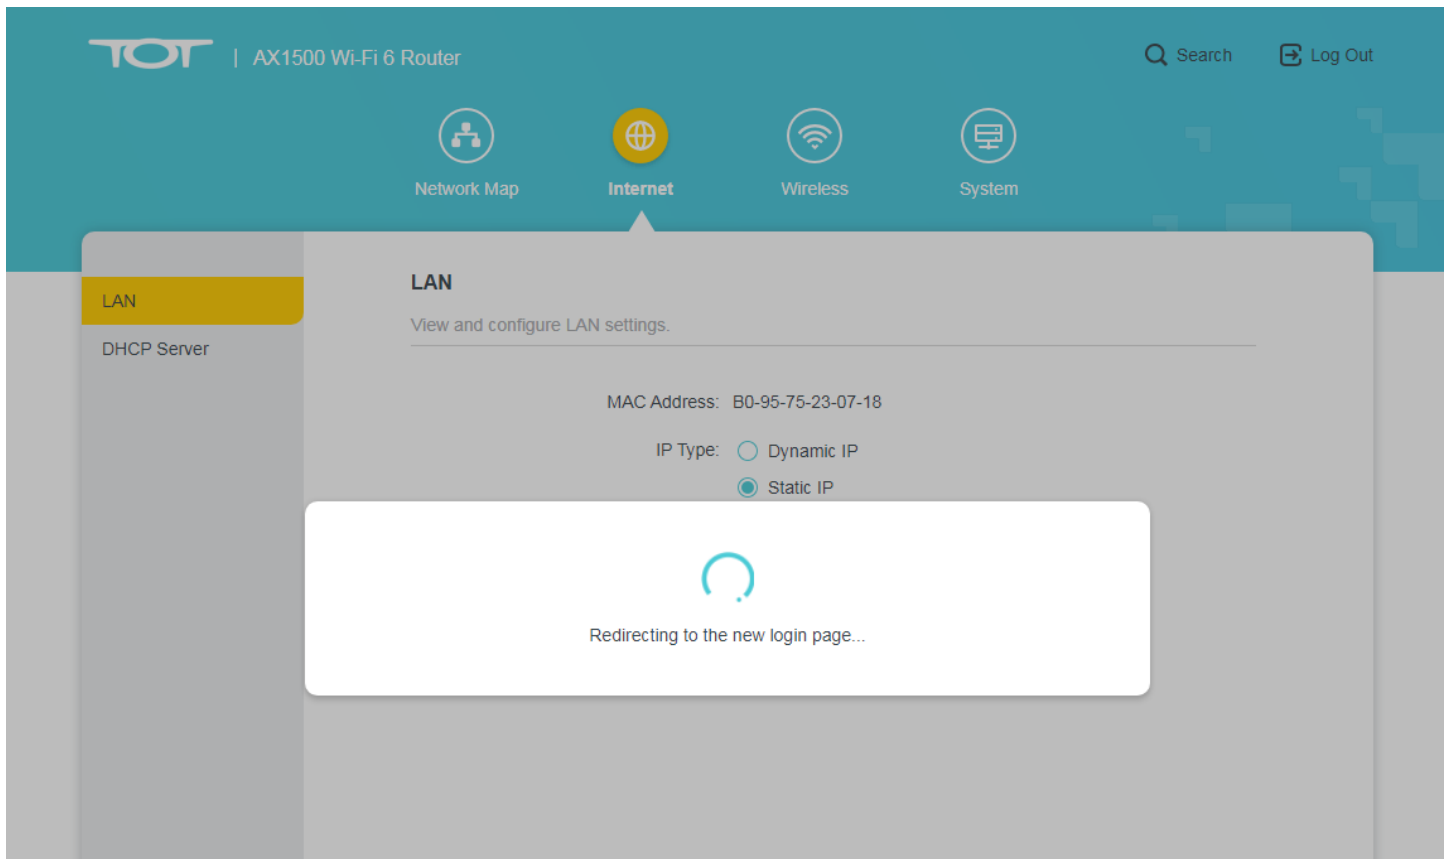 TOT | AX1500 Wi-Fi 6 Router
Search
Log Out
Network Map
Internet
Wireless
System
LAN
DHCP Server
LAN
View and configure LAN settings.
MAC Address: B0-95-75-23-07-18
IP Type: Dynamic IP
Static IP
Redirecting to the new login page...